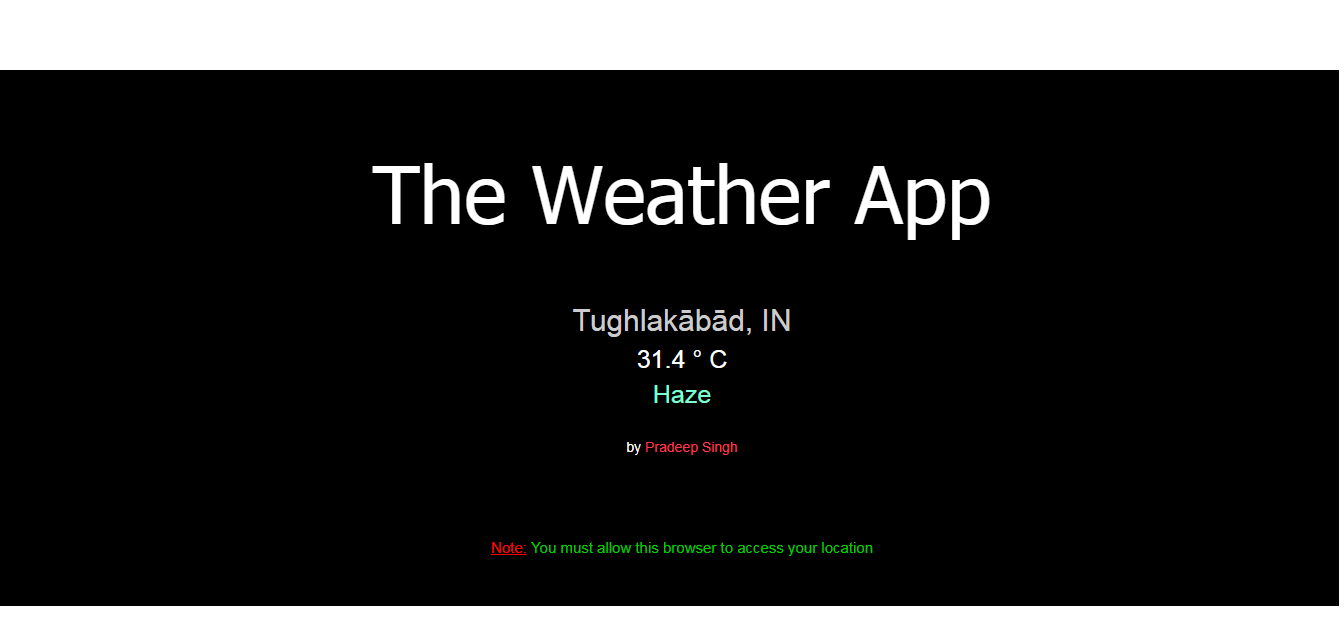 The Weather App
Tughlakābād, IN
31.4 ° C
Haze
by Pradeep Singh
Note: You must allow this browser to access your location